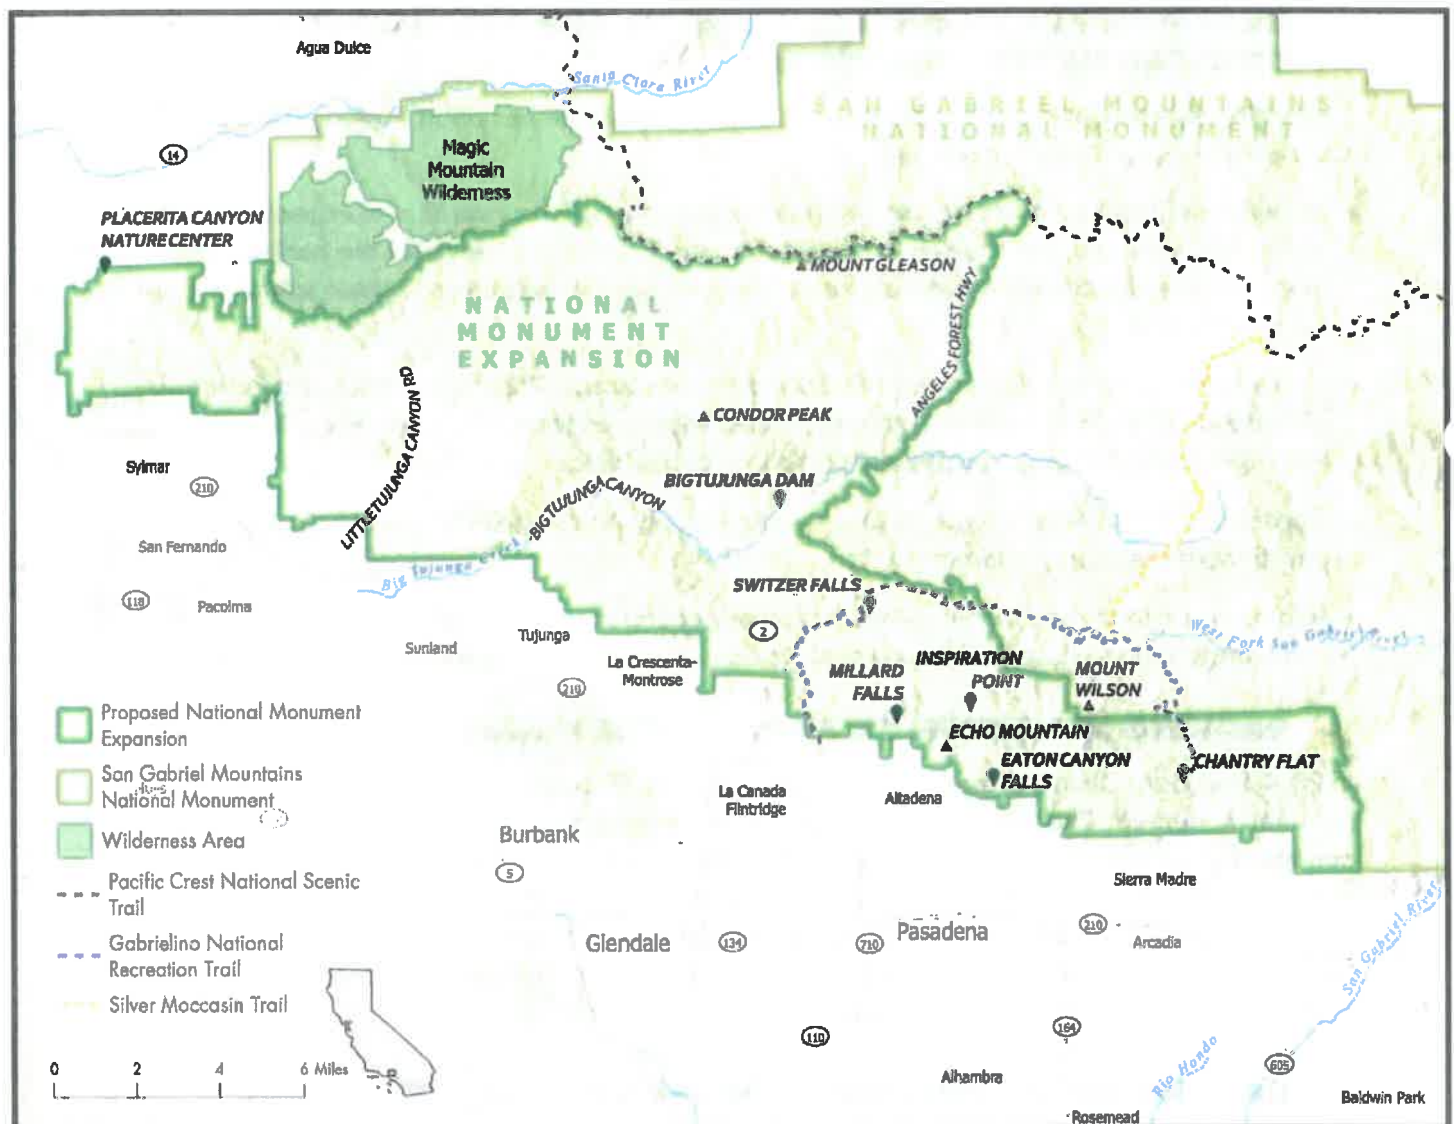 Agua Dulce
Santa Clara River
SAN GABRIEL MOUNTAINS
NATIONAL MONUMENT
14
Magic
Mountain
Wilderness
PLACERITA CANYON
NATURE CENTER
MOUNT GLEASON
NATIONAL
MONUMENT
EXPANSION
ANGELES FOREST HWY
LITTLE TUJUNGA CANYON RD
CONDOR PEAK
Sylmar
210
BIG TUJUNGA DAM
BIG TUJUNGA CANYON
San Fernando
Big Tujunga Creek
SWITZER FALLS
118
Pacoima
Sunland
Tujunga
2
West Fork San Gabriel River
La Crescenta-
Montrose
210
MILLARD
FALLS
INSPIRATION
POINT
MOUNT
WILSON
ECHO MOUNTAIN
EATON CANYON
FALLS
CHANTRY FLAT
La Canada
Flintridge
Altadena
Proposed National Monument
Expansion
San Gabriel Mountains
National Monument
Wilderness Area
Pacific Crest National Scenic
Trail
Gabrielino National
Recreation Trail
Silver Moccasin Trail
Burbank
5
Sierra Madre
Glendale
134
710
Pasadena
210
Arcadia
San Gabriel River
110
164
Rio Hondo
605
0 2 4 6 Miles
Alhambra
Rosemead
Baldwin Park